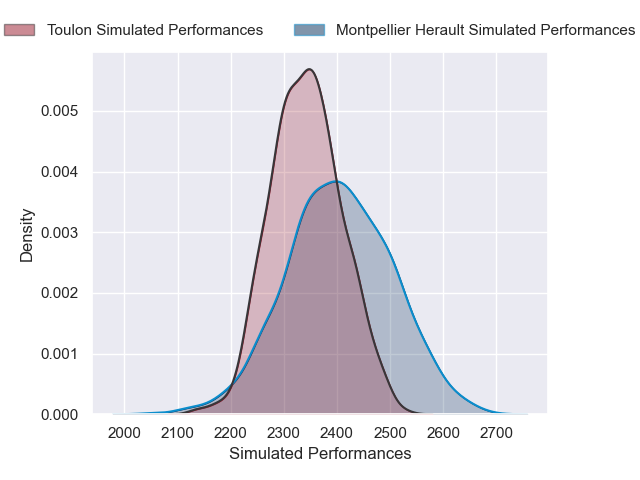 Toulon Simulated Performances
Montpellier Herault Simulated Performances
0.005
0.004
0.003
0.002
0.001
0.000
Density
2000 2100 2200 2300 2400 2500 2600 2700
Simulated Performances